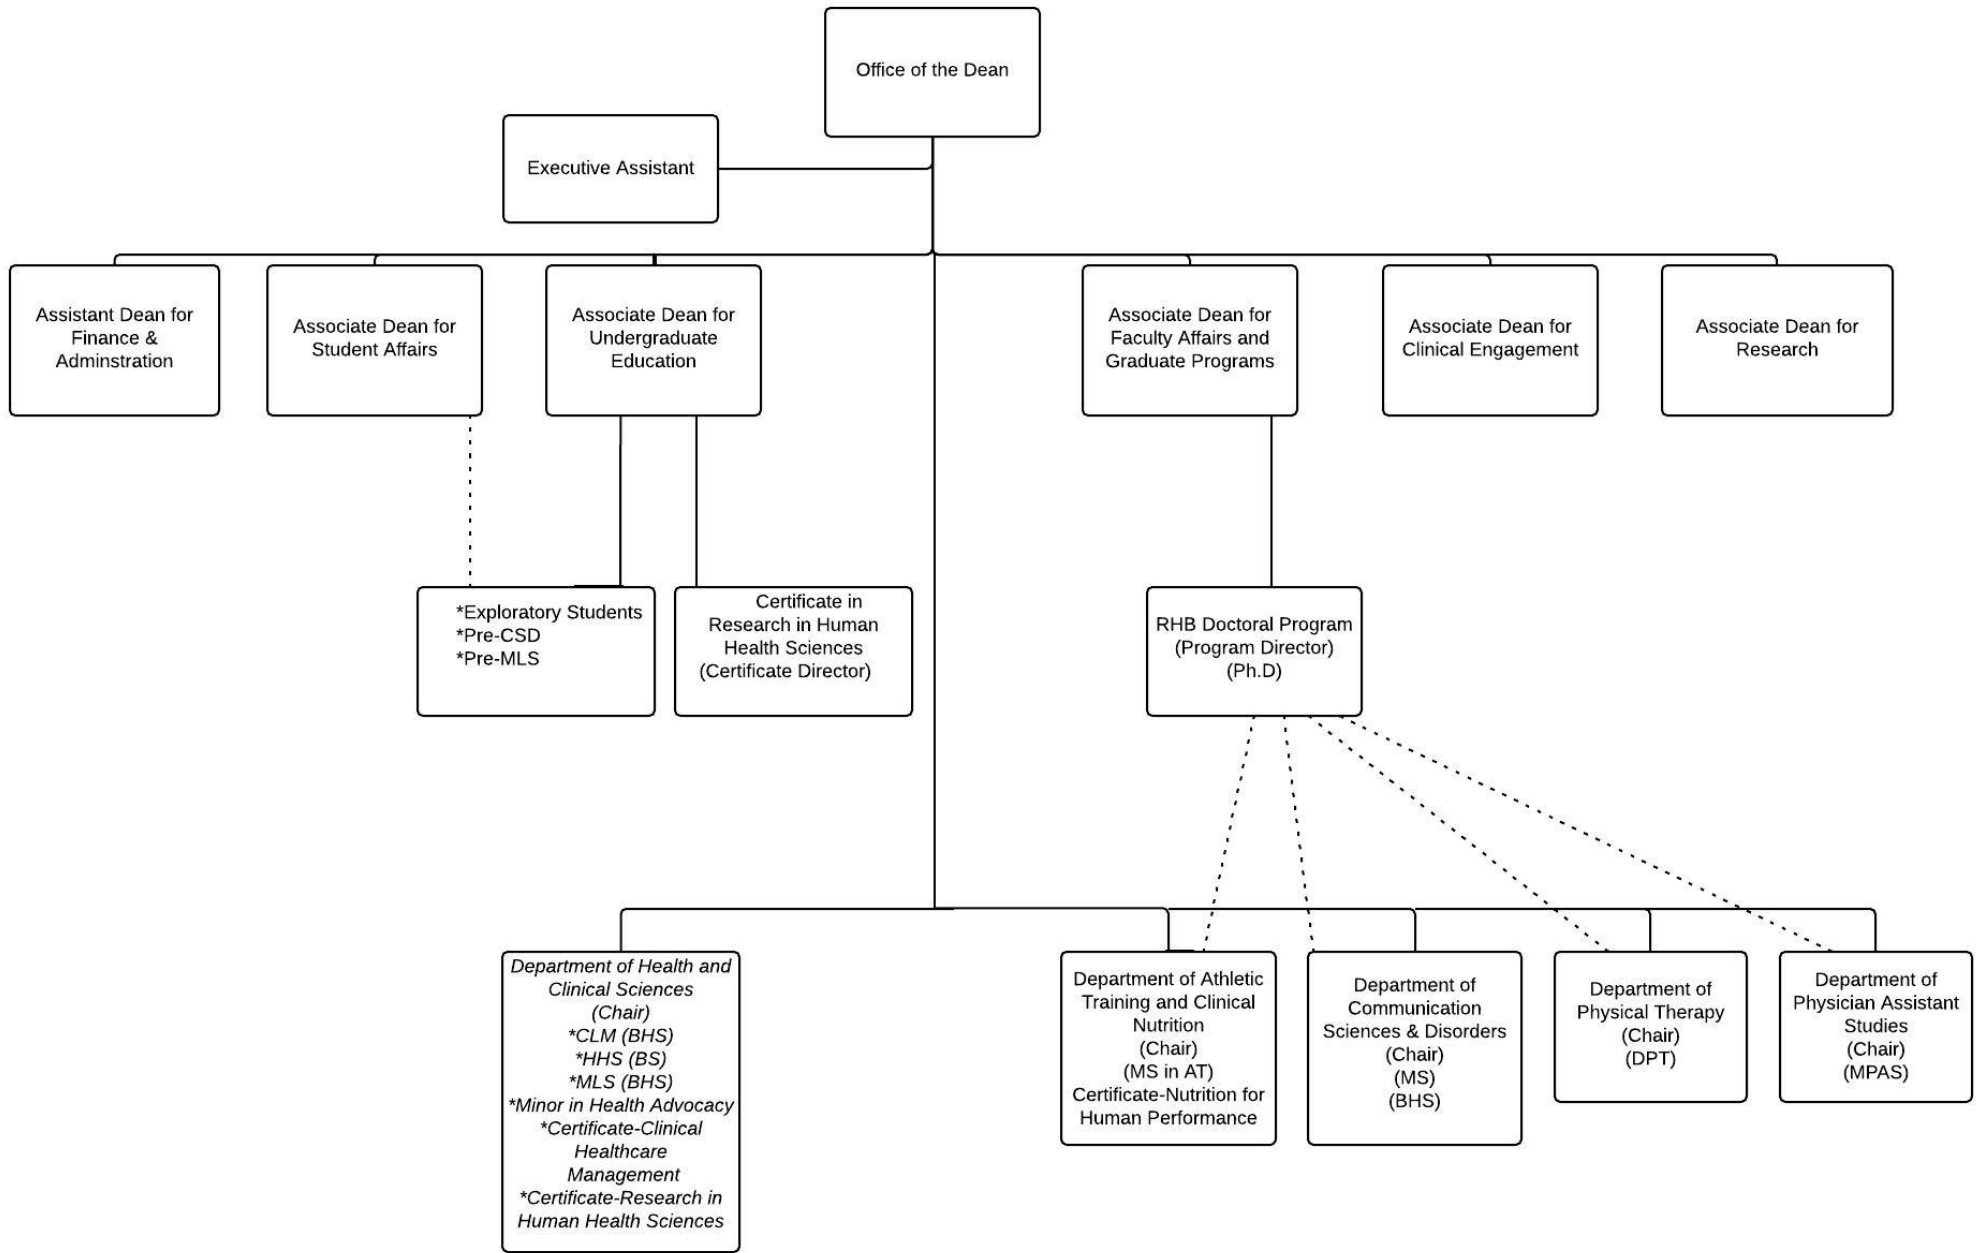 Office of the Dean
Executive Assistant
Assistant Dean for
Finance &
Adminstration
Associate Dean for
Student Affairs
Associate Dean for
Undergraduate
Education
Associate Dean for
Faculty Affairs and
Graduate Programs
Associate Dean for
Clinical Engagement
Associate Dean for
Research
*Exploratory Students
*Pre-CSD
*Pre-MLS
Certificate in
Research in Human
Health Sciences
(Certificate Director)
RHB Doctoral Program
(Program Director)
(Ph.D)
Department of Health and
Clinical Sciences
(Chair)
*CLM (BHS)
*HHS (BS)
*MLS (BHS)
*Minor in Health Advocacy
*Certificate-Clinical
Healthcare
Management
*Certificate-Research in
Human Health Sciences
Department of Athletic
Training and Clinical
Nutrition
(Chair)
(MS in AT)
Certificate-Nutrition for
Human Performance
Department of
Communication
Sciences & Disorders
(Chair)
(MS)
(BHS)
Department of
Physical Therapy
(Chair)
(DPT)
Department of
Physician Assistant
Studies
(Chair)
(MPAS)